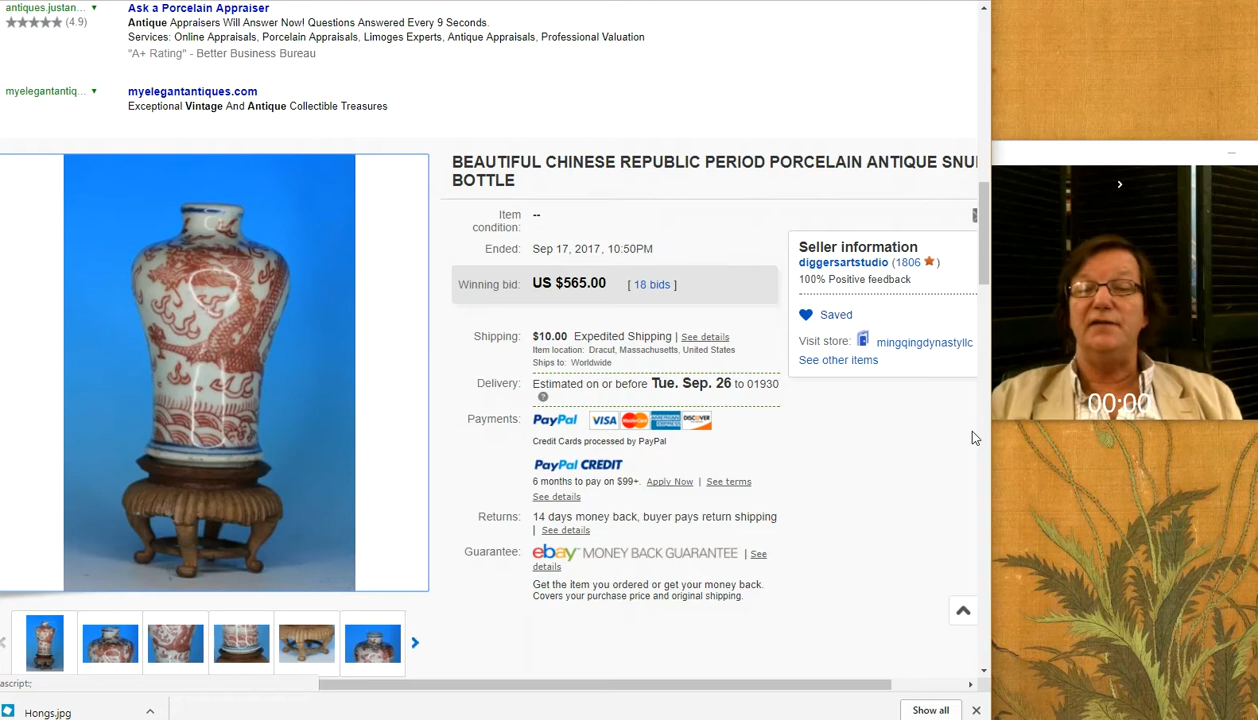 antiques.justan... ▼
★★★★★ (4.9)
Ask a Porcelain Appraiser
Antique Appraisers Will Answer Now! Questions Answered Every 9 Seconds.
Services: Online Appraisals, Porcelain Appraisals, Limoges Experts, Antique Appraisals, Professional Valuation
"A+ Rating" - Better Business Bureau
myelegantantiq... ▼
myelegantantiques.com
Exceptional Vintage And Antique Collectible Treasures
BEAUTIFUL CHINESE REPUBLIC PERIOD PORCELAIN ANTIQUE SNU
BOTTLE
Item
condition:
--
Ended: Sep 17, 2017, 10:50PM
Winning bid: US $565.00 [ 18 bids ]
Shipping: $10.00 Expedited Shipping | See details
Item location: Dracut, Massachusetts, United States
Ships to: Worldwide
Delivery: Estimated on or before Tue. Sep. 26 to 01930
?
Payments: PayPal VISA MasterCard AMERICAN EXPRESS DISCOVER
Credit Cards processed by PayPal
PayPal CREDIT
6 months to pay on $99+. Apply Now | See terms
See details
Returns: 14 days money back, buyer pays return shipping
| See details
Guarantee: ebay MONEY BACK GUARANTEE | See
details
Get the item you ordered or get your money back.
Covers your purchase price and original shipping.
Seller information
diggersartstudio (1806 ★ )
100% Positive feedback
Saved
Visit store: mingqingdynastyllc
See other items
00:00
ascript:;
Hongs.jpg
Show all